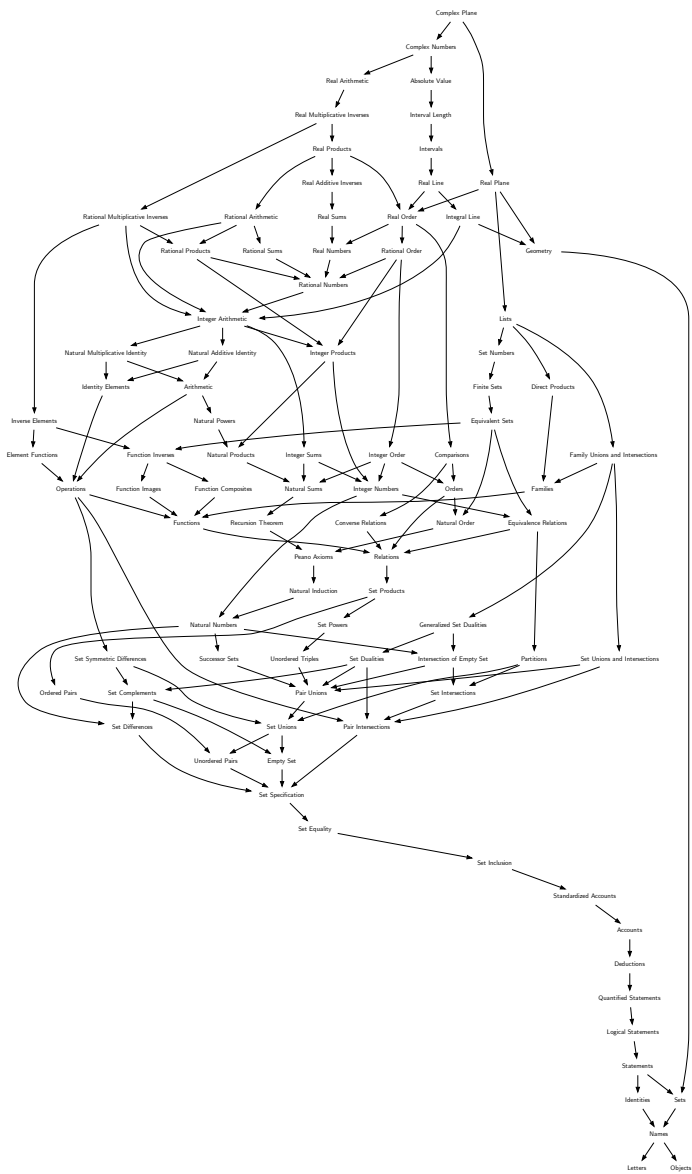 Complex Plane
Complex Numbers
Real Arithmetic
Absolute Value
Real Multiplicative Inverses
Interval Length
Real Products
Intervals
Real Additive Inverses
Real Line
Real Plane
Rational Multiplicative Inverses
Rational Arithmetic
Real Sums
Real Order
Integral Line
Rational Products
Rational Sums
Real Numbers
Rational Order
Geometry
Rational Numbers
Integer Arithmetic
Lists
Natural Multiplicative Identity
Natural Additive Identity
Integer Products
Set Numbers
Identity Elements
Arithmetic
Finite Sets
Direct Products
Inverse Elements
Natural Powers
Equivalent Sets
Element Functions
Function Inverses
Natural Products
Integer Sums
Integer Order
Comparisons
Family Unions and Intersections
Operations
Function Images
Function Composites
Natural Sums
Integer Numbers
Orders
Families
Functions
Recursion Theorem
Converse Relations
Natural Order
Equivalence Relations
Peano Axioms
Relations
Natural Induction
Set Products
Natural Numbers
Set Powers
Generalized Set Dualities
Set Symmetric Differences
Successor Sets
Unordered Triples
Set Dualities
Intersection of Empty Set
Partitions
Set Unions and Intersections
Ordered Pairs
Set Complements
Pair Unions
Set Intersections
Set Differences
Set Unions
Pair Intersections
Unordered Pairs
Empty Set
Set Specification
Set Equality
Set Inclusion
Standardized Accounts
Accounts
Deductions
Quantified Statements
Logical Statements
Statements
Identities
Sets
Names
Letters
Objects